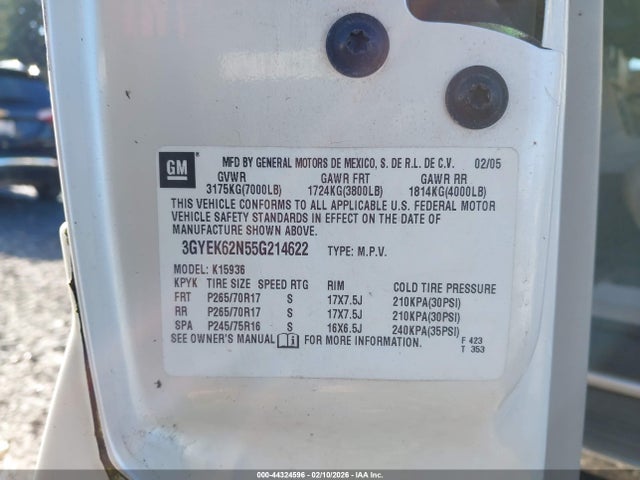 GM
MFD BY GENERAL MOTORS DE MEXICO, S. DE R.L. DE C.V. 02/05
GVWR GAWR FRT GAWR RR
3175KG(7000LB) 1724KG(3800LB) 1814KG(4000LB)
THIS VEHICLE CONFORMS TO ALL APPLICABLE U.S. FEDERAL MOTOR
VEHICLE SAFETY STANDARDS IN EFFECT ON THE DATE OF
MANUFACTURE SHOWN ABOVE.
3GYEK62N55G214622 TYPE: M.P.V.
MODEL: K15936
KPYK TIRE SIZE SPEED RTG RIM COLD TIRE PRESSURE
FRT P265/70R17 S 17X7.5J 210KPA(30PSI)
RR P265/70R17 S 17X7.5J 210KPA(30PSI)
SPA P245/75R16 S 16X6.5J 240KPA(35PSI)
SEE OWNER'S MANUAL FOR MORE INFORMATION. F 423
T 353
000-44324596 - 02/10/2026 - IAA Inc.